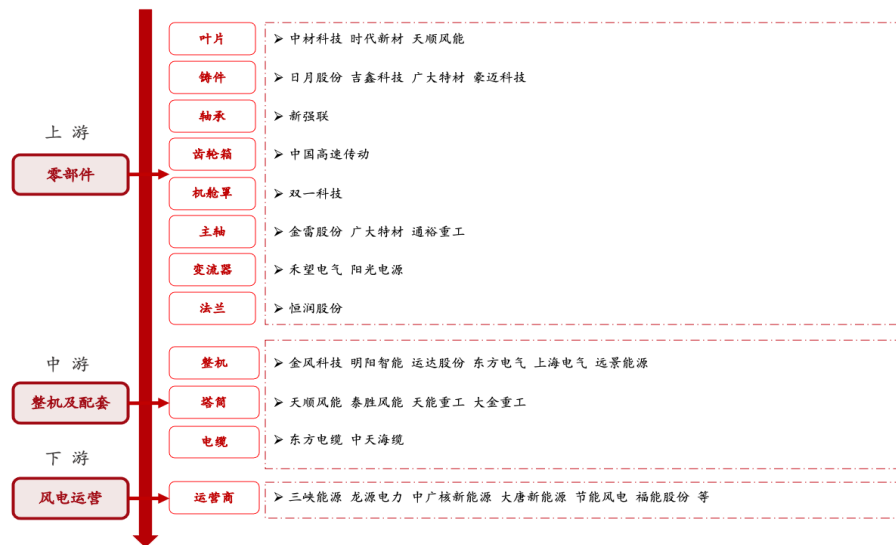 上 游
零部件
叶片
➢ 中材科技 时代新材 天顺风能
铸件
➢ 日月股份 吉鑫科技 广大特材 豪迈科技
轴承
➢ 新强联
齿轮箱
➢ 中国高速传动
机舱罩
➢ 双一科技
主轴
➢ 金雷股份 广大特材 通裕重工
变流器
➢ 禾望电气 阳光电源
法兰
➢ 恒润股份
中 游
整机及配套
整机
➢ 金风科技 明阳智能 运达股份 东方电气 上海电气 远景能源
塔筒
➢ 天顺风能 泰胜风能 天能重工 大金重工
电缆
➢ 东方电缆 中天海缆
下 游
风电运营
运营商
➢ 三峡能源 龙源电力 中广核新能源 大唐新能源 节能风电 福能股份 等